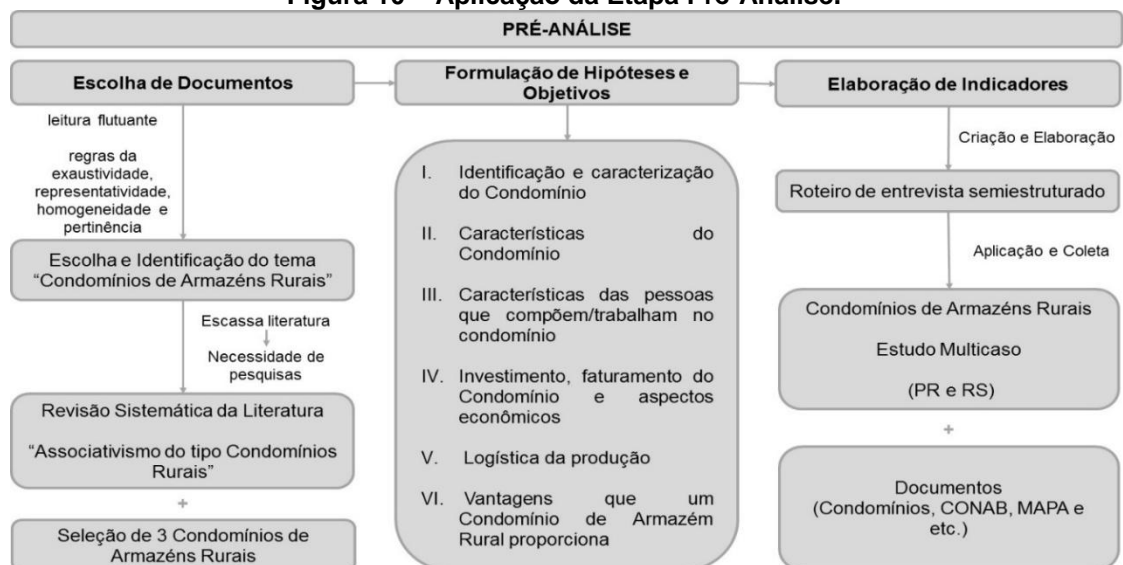 Figura 10 – Aplicação da Etapa Pré-Análise.
PRÉ-ANÁLISE
Escolha de Documentos
leitura flutuante
regras da
exaustividade,
representatividade,
homogeneidade e
pertinência
Escolha e Identificação do tema
“Condomínios de Armazéns Rurais”
Escassa literatura
Necessidade de
pesquisas
Revisão Sistemática da Literatura
“Associativismo do tipo Condomínios
Rurais”
+
Seleção de 3 Condomínios de
Armazéns Rurais
Formulação de Hipóteses e
Objetivos
I. Identificação e caracterização
do Condomínio
II. Características do
Condomínio
III. Características das pessoas
que compõem/trabalham no
condomínio
IV. Investimento, faturamento do
Condomínio e aspectos
econômicos
V. Logística da produção
VI. Vantagens que um
Condomínio de Armazém
Rural proporciona
Elaboração de Indicadores
Criação e Elaboração
Roteiro de entrevista semiestruturado
Aplicação e Coleta
Condomínios de Armazéns Rurais
Estudo Multicaso
(PR e RS)
+
Documentos
(Condomínios, CONAB, MAPA e
etc.)